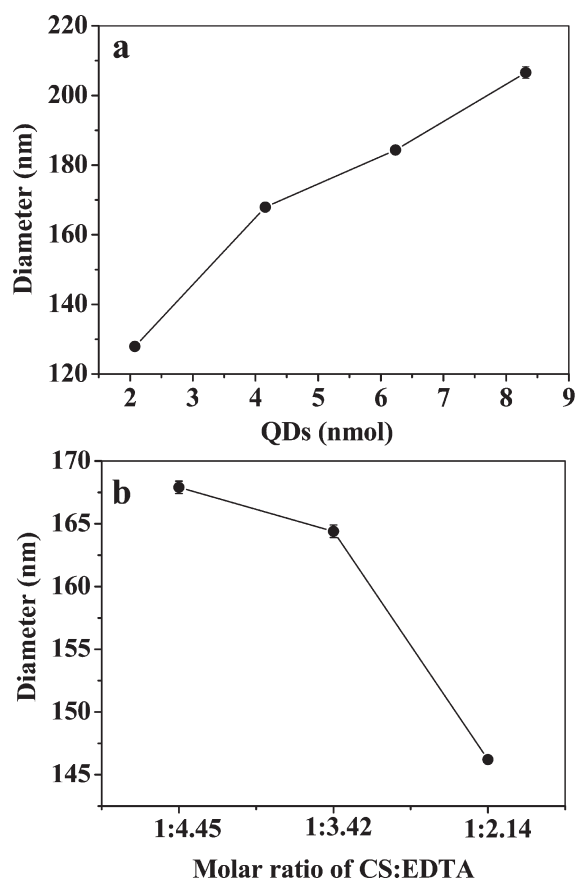 a
220
200
180
160
140
120
Diameter (nm)
2 3 4 5 6 7 8 9
QDs (nmol)
b
170
165
160
155
150
145
Diameter (nm)
1:4.45 1:3.42 1:2.14
Molar ratio of CS:EDTA